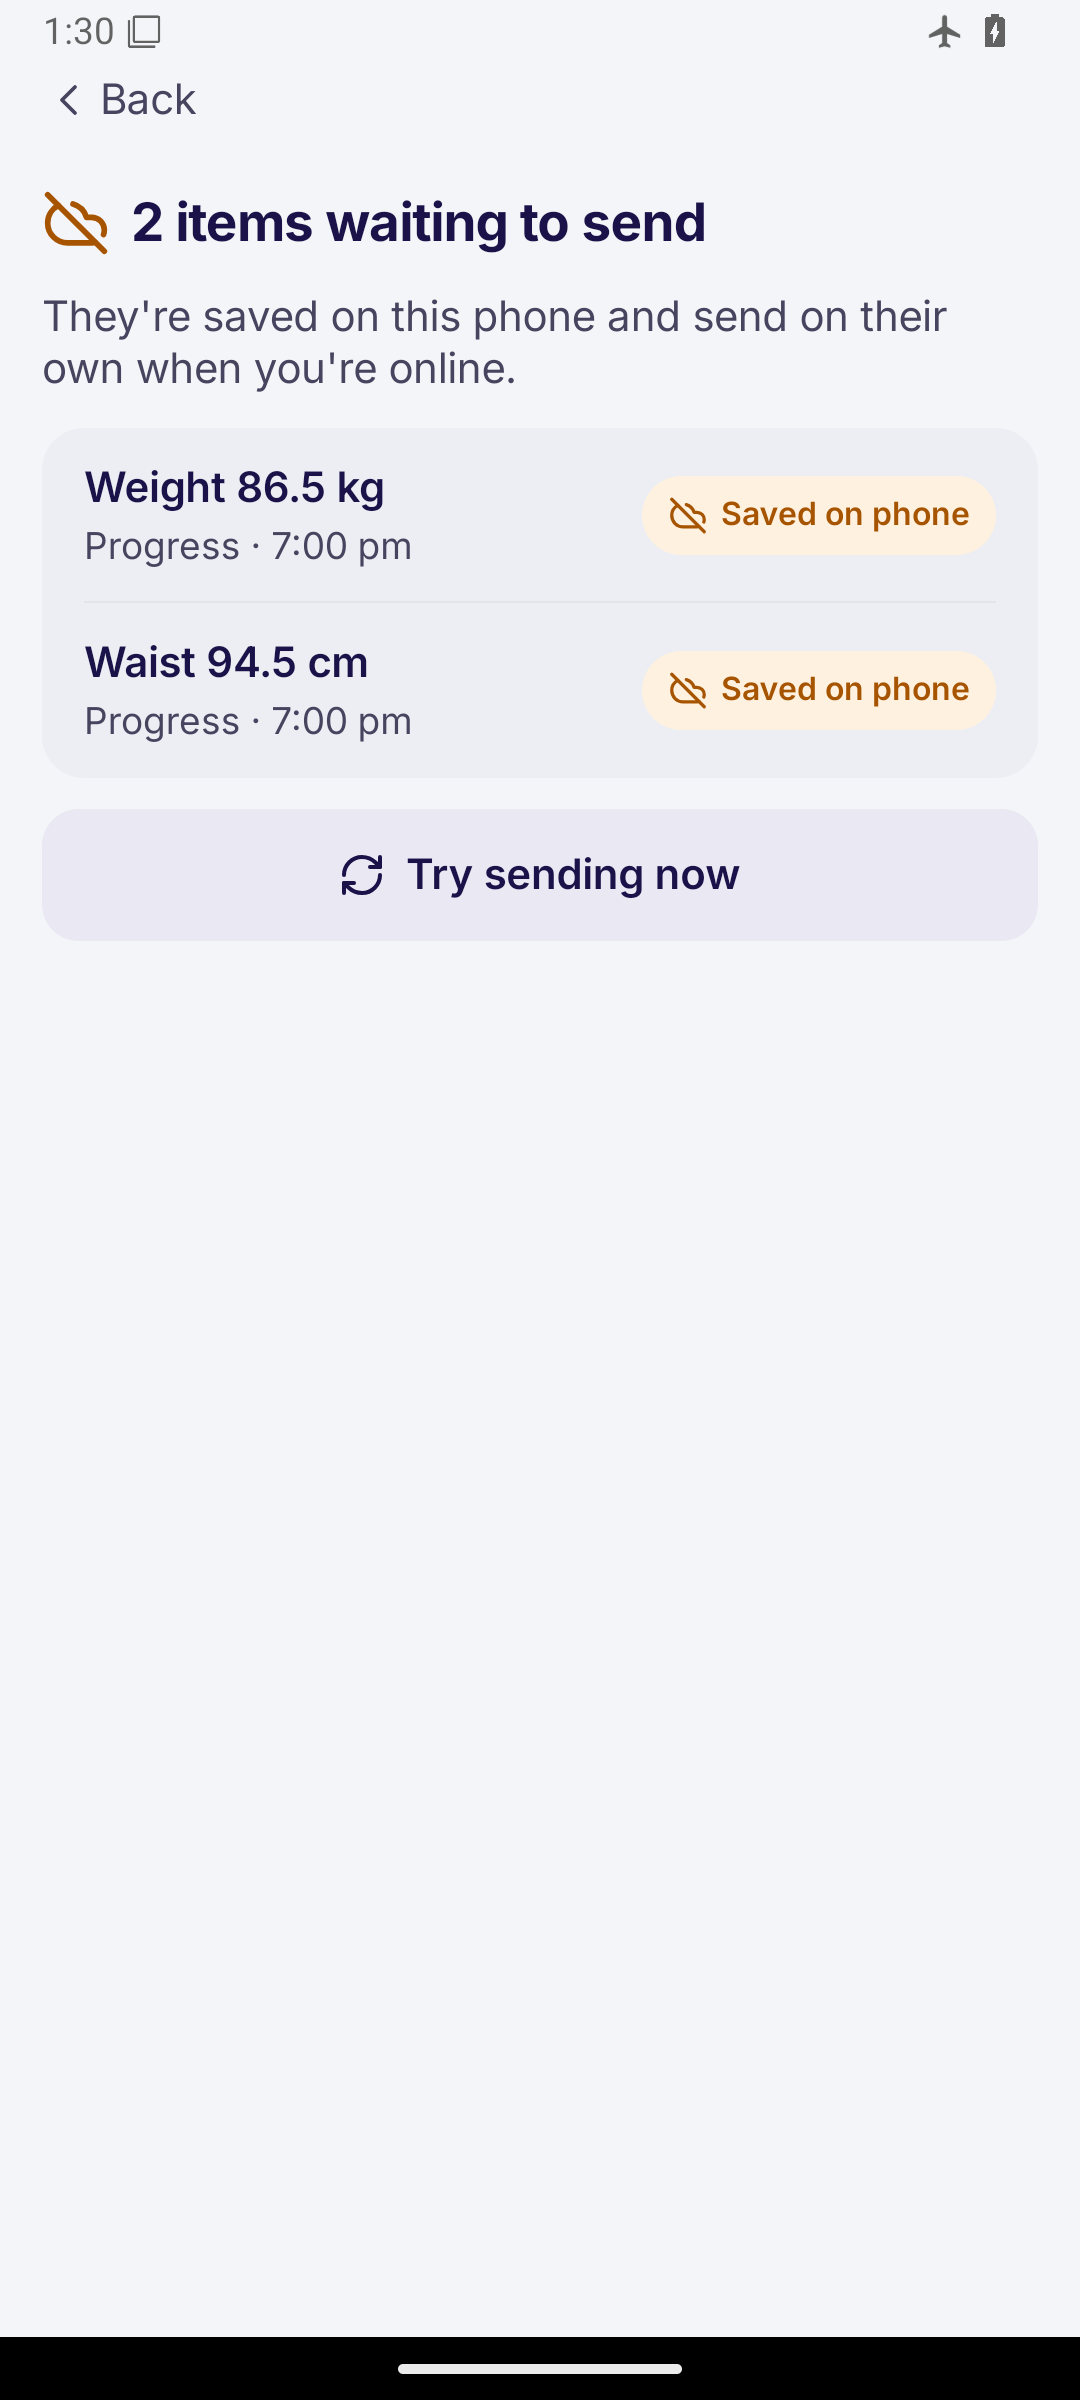 1:30
Back
2 items waiting to send
They're saved on this phone and send on their
own when you're online.
Weight 86.5 kg
Saved on phone
Progress · 7:00 pm
Waist 94.5 cm
Saved on phone
Progress · 7:00 pm
Try sending now